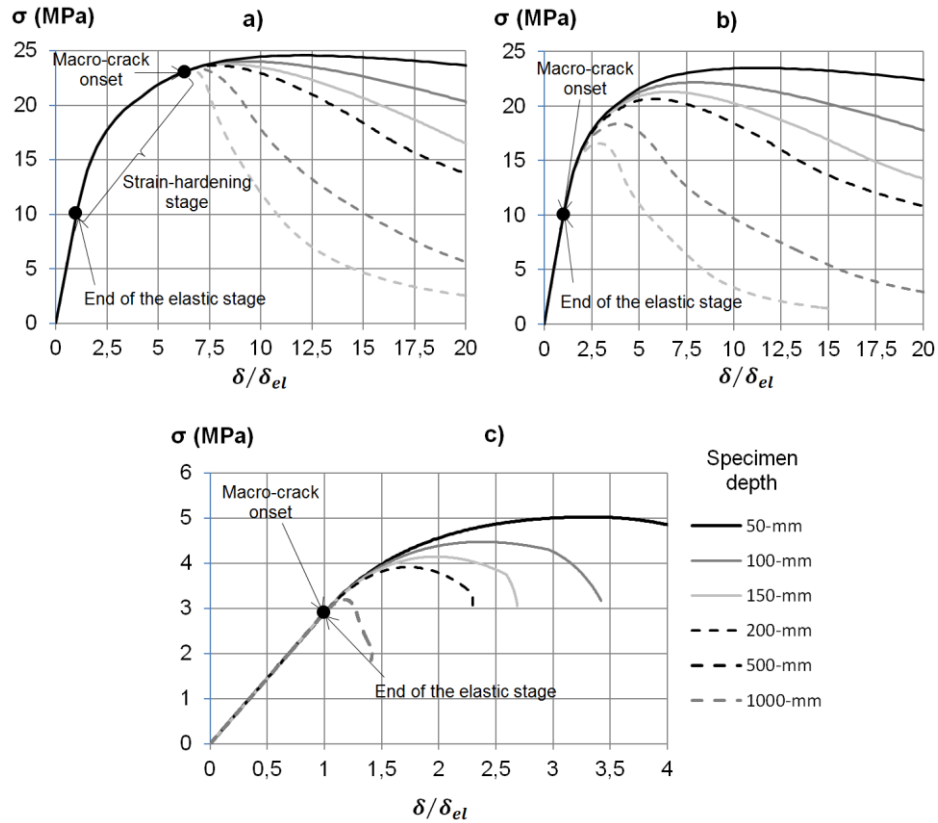 σ (MPa)
a)
25
20
15
10
5
0
Macro-crack
onset
Strain-hardening
stage
End of the elastic stage
0 2,5 5 7,5 10 12,5 15 17,5 20
δ/δel
σ (MPa)
b)
25
20
15
10
5
0
Macro-crack
onset
End of the elastic stage
0 2,5 5 7,5 10 12,5 15 17,5 20
δ/δel
σ (MPa)
c)
6
5
4
3
2
1
0
Macro-crack
onset
End of the elastic stage
0 0,5 1 1,5 2 2,5 3 3,5 4
δ/δel
Specimen
depth
50-mm
100-mm
150-mm
200-mm
500-mm
1000-mm